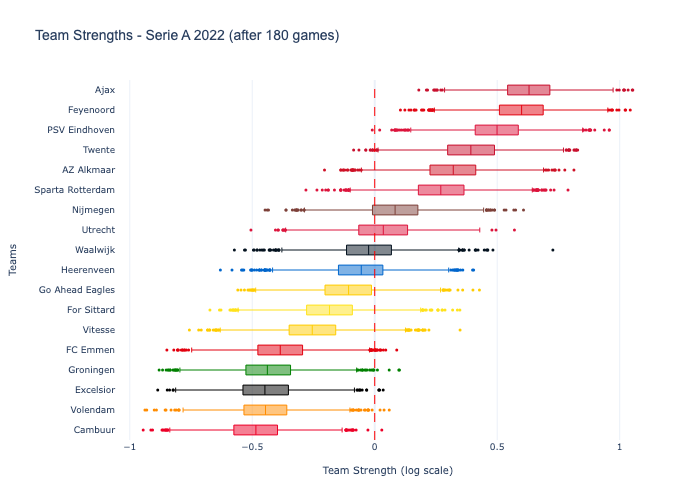 Team Strengths - Serie A 2022 (after 180 games)
Ajax
Feyenoord
PSV Eindhoven
Twente
AZ Alkmaar
Sparta Rotterdam
Nijmegen
Utrecht
Waalwijk
Heerenveen
Go Ahead Eagles
For Sittard
Vitesse
FC Emmen
Groningen
Excelsior
Volendam
Cambuur
Teams
−1 −0.5 0 0.5 1
Team Strength (log scale)